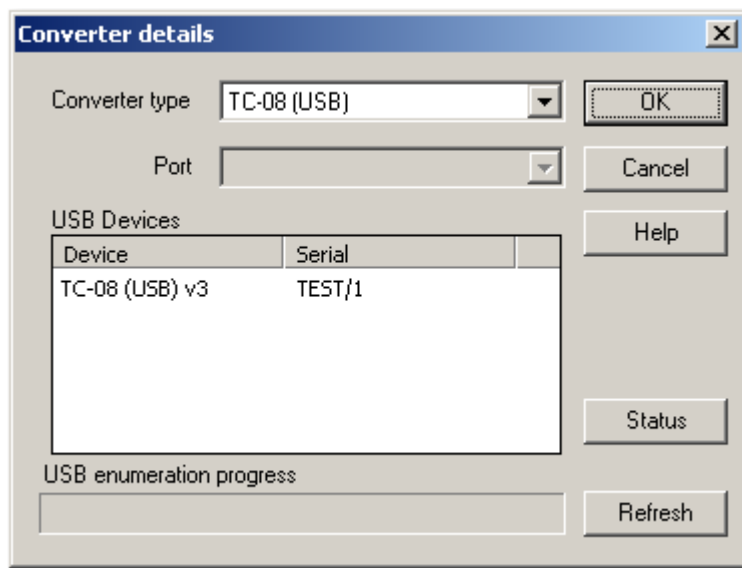 Converter details
Converter type TC-08 (USB) OK
Port Cancel
USB Devices Help
Device Serial
TC-08 (USB) v3 TEST/1
Status
USB enumeration progress
Refresh